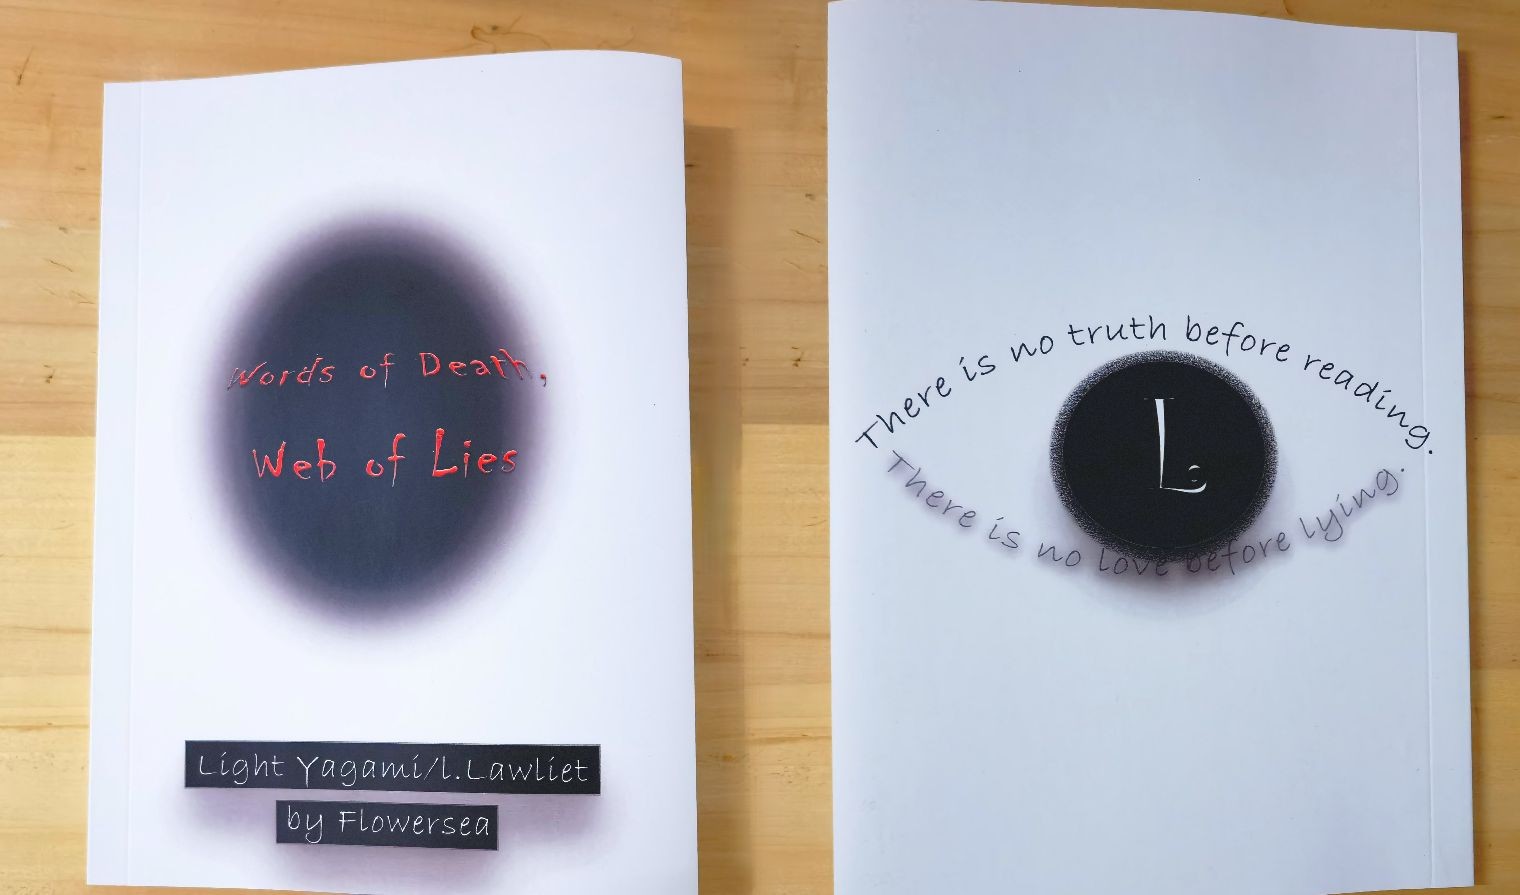 Words of Death,
Web of Lies
Light Yagami/l.Lawliet
by Flowersea
There is no truth before reading.
L
There is no love before lying.